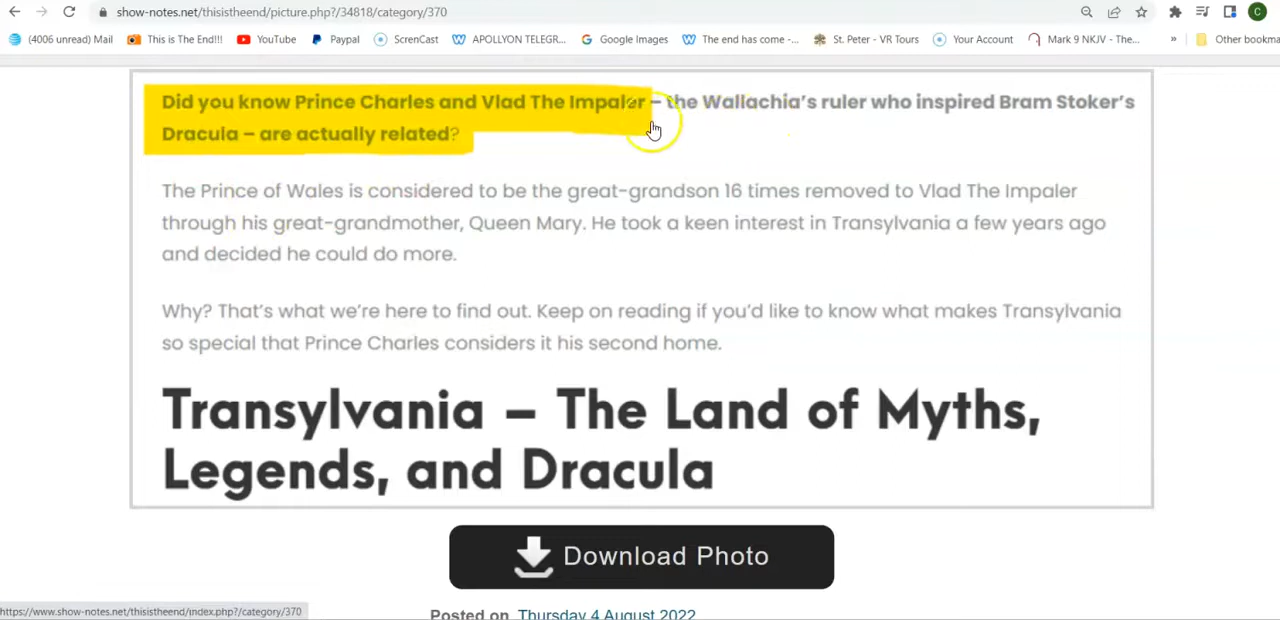 show-notes.net/thisistheend/picture.php?/34818/category/370
(4006 unread) Mail This is The End!!! YouTube Paypal ScrenCast APOLLYON TELEGR... Google Images The end has come -... St. Peter - VR Tours Your Account Mark 9 NKJV - The... » Other bookma
Did you know Prince Charles and Vlad The Impaler – the Wallachia's ruler who inspired Bram Stoker's
Dracula – are actually related?
The Prince of Wales is considered to be the great-grandson 16 times removed to Vlad The Impaler
through his great-grandmother, Queen Mary. He took a keen interest in Transylvania a few years ago
and decided he could do more.
Why? That's what we're here to find out. Keep on reading if you'd like to know what makes Transylvania
so special that Prince Charles considers it his second home.
Transylvania – The Land of Myths,
Legends, and Dracula
Download Photo
https://www.show-notes.net/thisistheend/index.php?/category/370
Posted on Thursday 4 August 2022